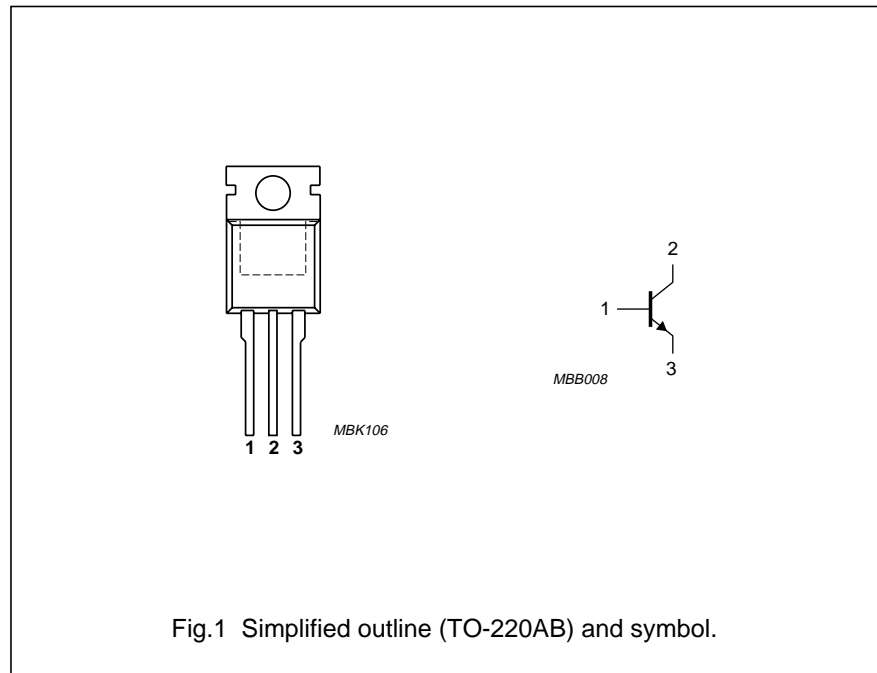 1 2 3
MBK106
2
1
3
MBB008
Fig.1 Simplified outline (TO-220AB) and symbol.